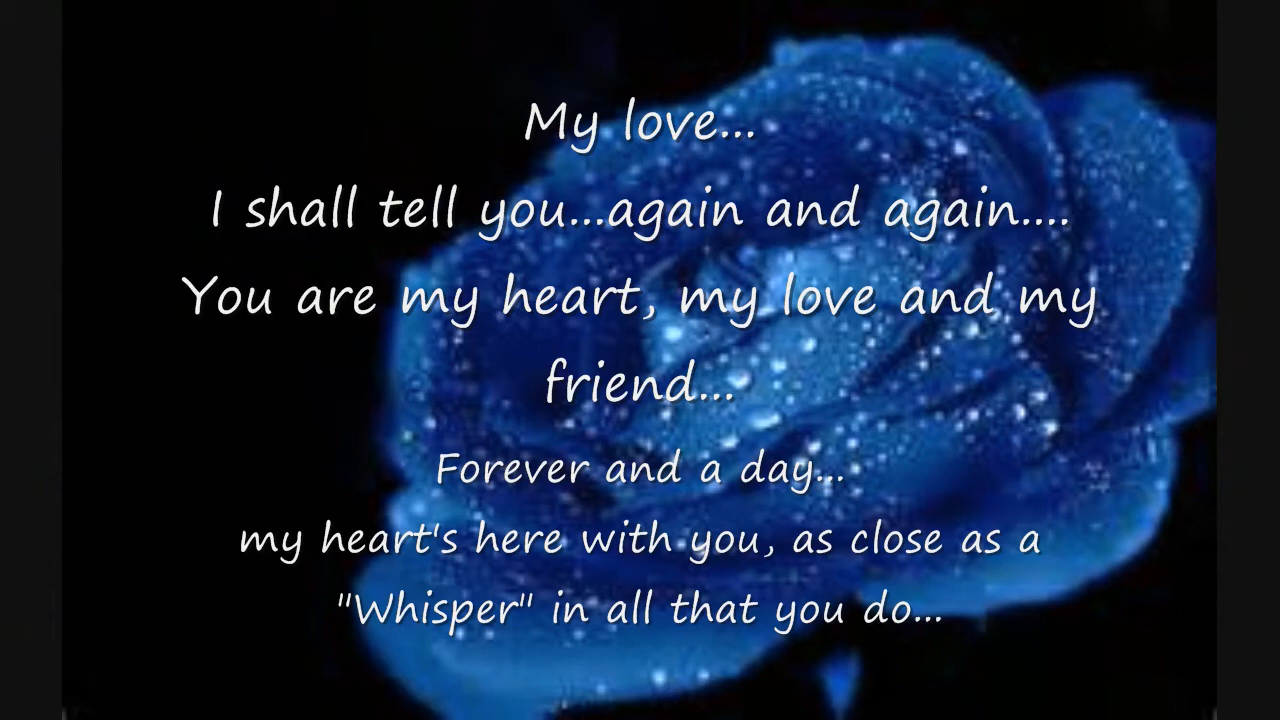 My love...
I shall tell you...again and again....
You are my heart, my love and my
friend...
Forever and a day...
my heart's here with you, as close as a
"Whisper" in all that you do...